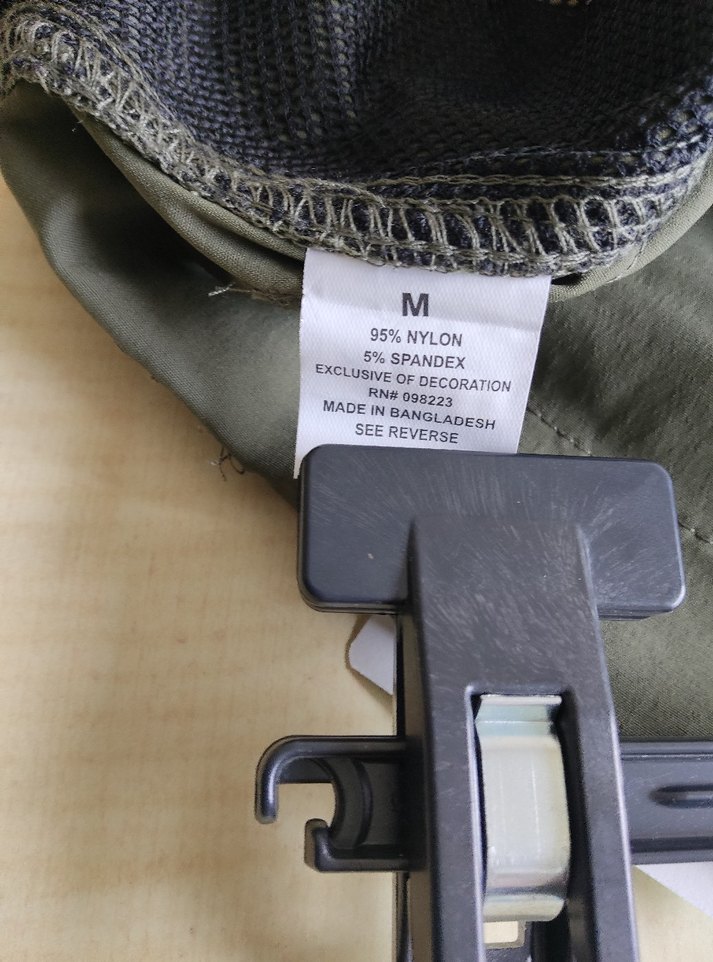 M
95% NYLON
5% SPANDEX
EXCLUSIVE OF DECORATION
RN# 098223
MADE IN BANGLADESH
SEE REVERSE